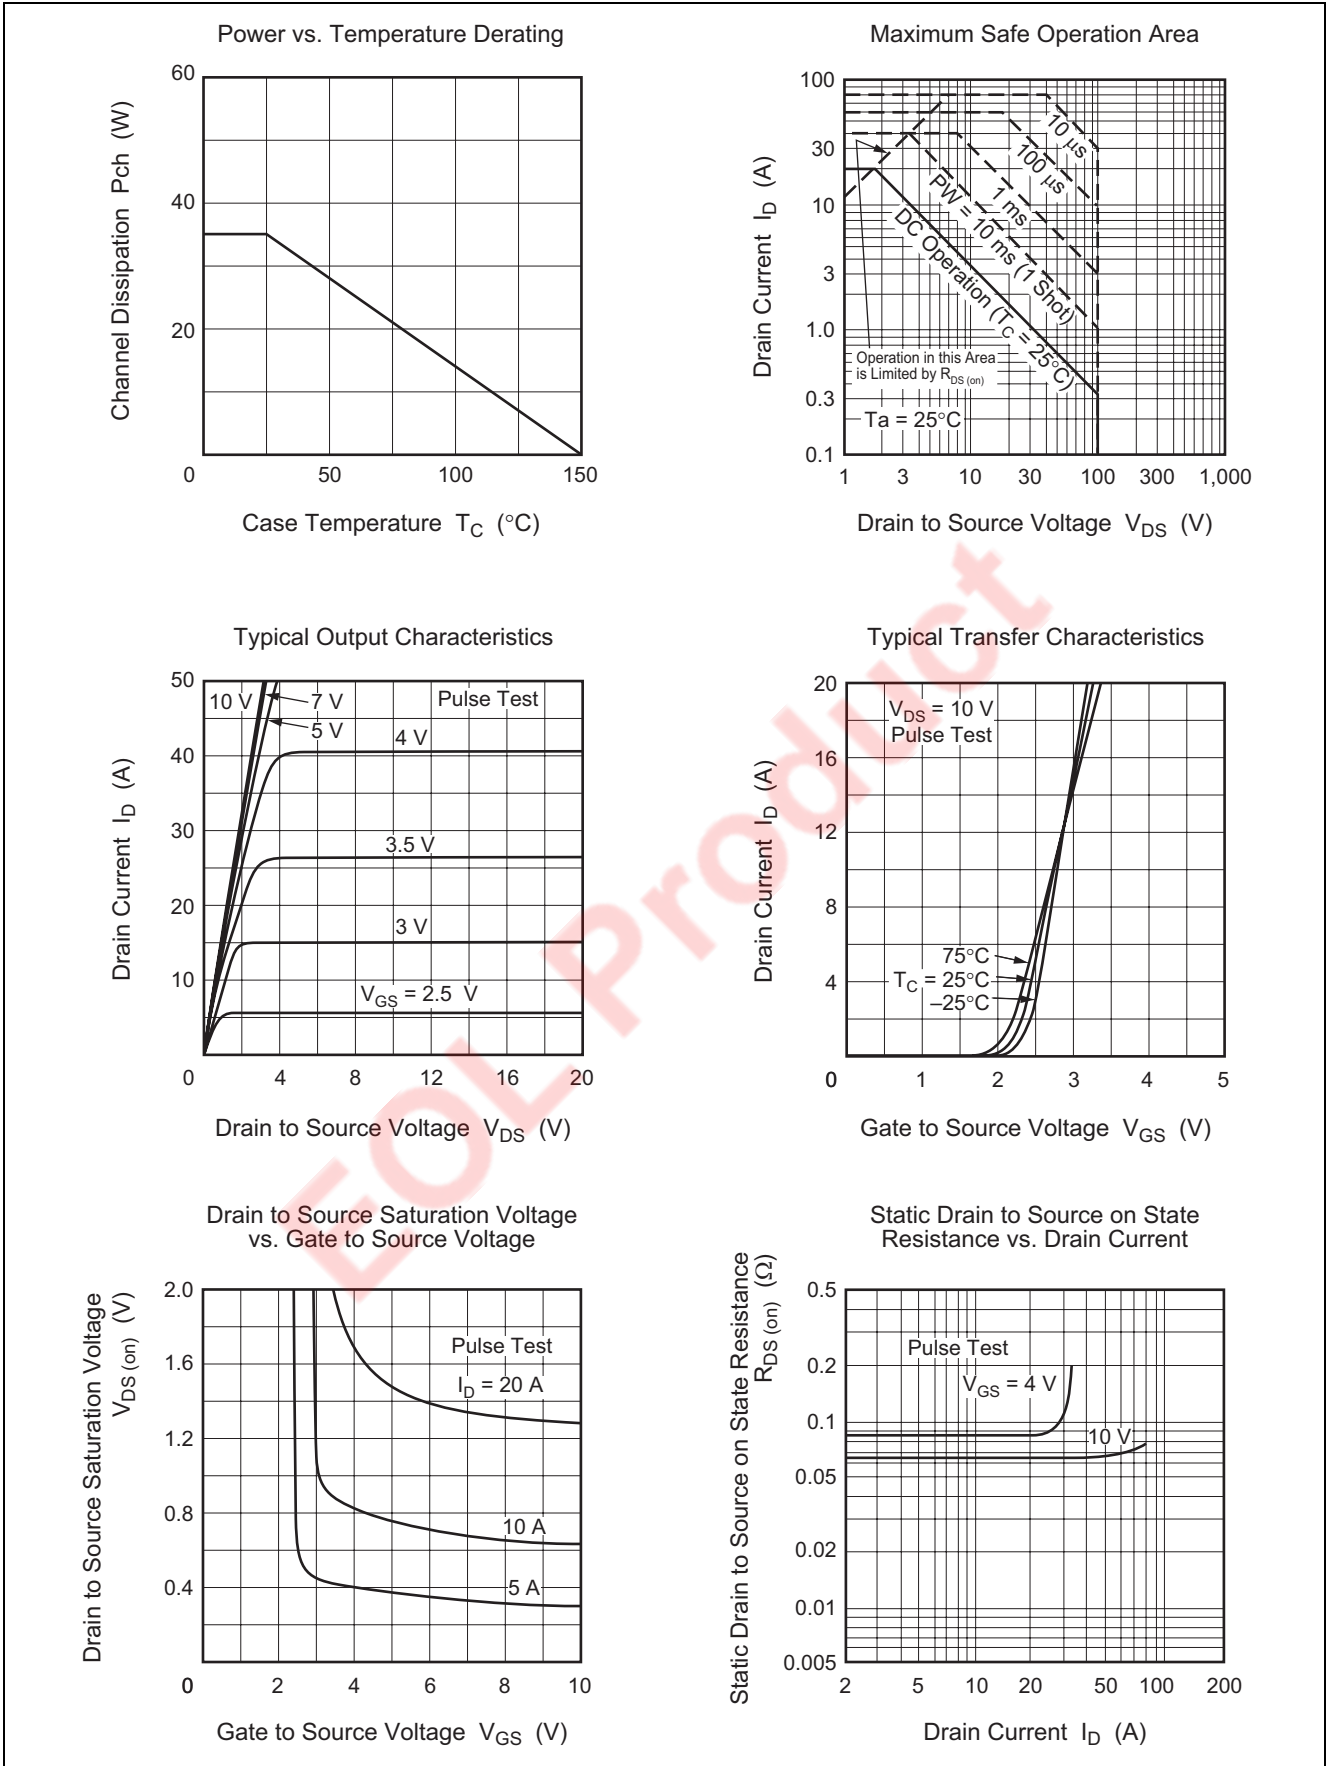 Power vs. Temperature Derating
Channel Dissipation Pch (W)
60
40
20
0
50
100
150
Case Temperature TC (°C)
Maximum Safe Operation Area
Drain Current ID (A)
100
30
10
3
1.0
0.3
0.1
10 μs
100 μs
1 ms
PW = 10 ms (1 Shot)
DC Operation (TC = 25°C)
Operation in this Area
is Limited by RDS (on)
Ta = 25°C
1
3
10
30
100
300
1,000
Drain to Source Voltage VDS (V)
Typical Output Characteristics
Drain Current ID (A)
50
40
30
20
10
10 V
7 V
5 V
Pulse Test
4 V
3.5 V
3 V
VGS = 2.5 V
0
4
8
12
16
20
Drain to Source Voltage VDS (V)
Typical Transfer Characteristics
Drain Current ID (A)
20
16
12
8
4
VDS = 10 V
Pulse Test
75°C
TC = 25°C
–25°C
0
1
2
3
4
5
Gate to Source Voltage VGS (V)
Drain to Source Saturation Voltage
vs. Gate to Source Voltage
Drain to Source Saturation Voltage
VDS (on) (V)
2.0
1.6
1.2
0.8
0.4
Pulse Test
ID = 20 A
10 A
5 A
0
2
4
6
8
10
Gate to Source Voltage VGS (V)
Static Drain to Source on State
Resistance vs. Drain Current
Static Drain to Source on State Resistance
RDS (on) (Ω)
0.5
0.2
0.1
0.05
0.02
0.01
0.005
Pulse Test
VGS = 4 V
10 V
2
5
10
20
50
100
200
Drain Current ID (A)
EOL Product